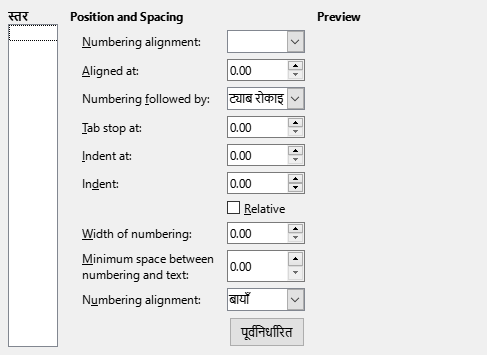 स्तर
Position and Spacing
Preview
Numbering alignment:
Aligned at:
0.00
Numbering followed by:
ट्याब रोकाइ
Tab stop at:
0.00
Indent at:
0.00
Indent:
0.00
Relative
Width of numbering:
0.00
Minimum space between
numbering and text:
0.00
Numbering alignment:
बायाँ
पूर्वनिर्धारित